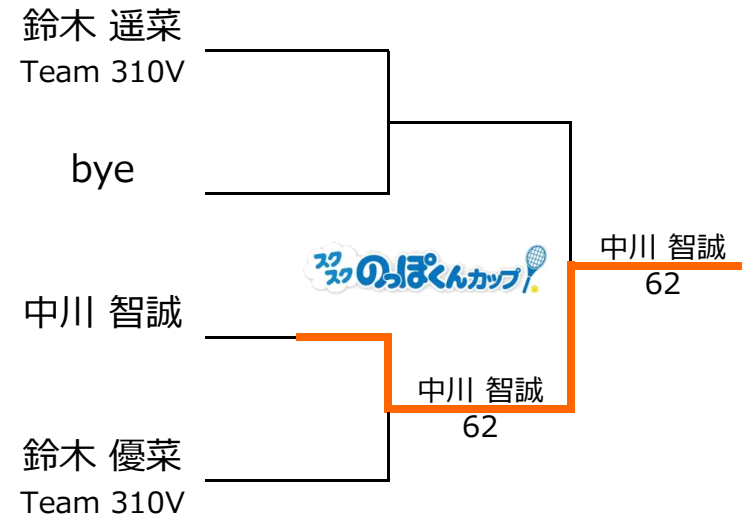 鈴木 遥菜
Team 310V
bye
スクスク のっぽくんカップ
中川 智誠
62
中川 智誠
中川 智誠
62
鈴木 優菜
Team 310V